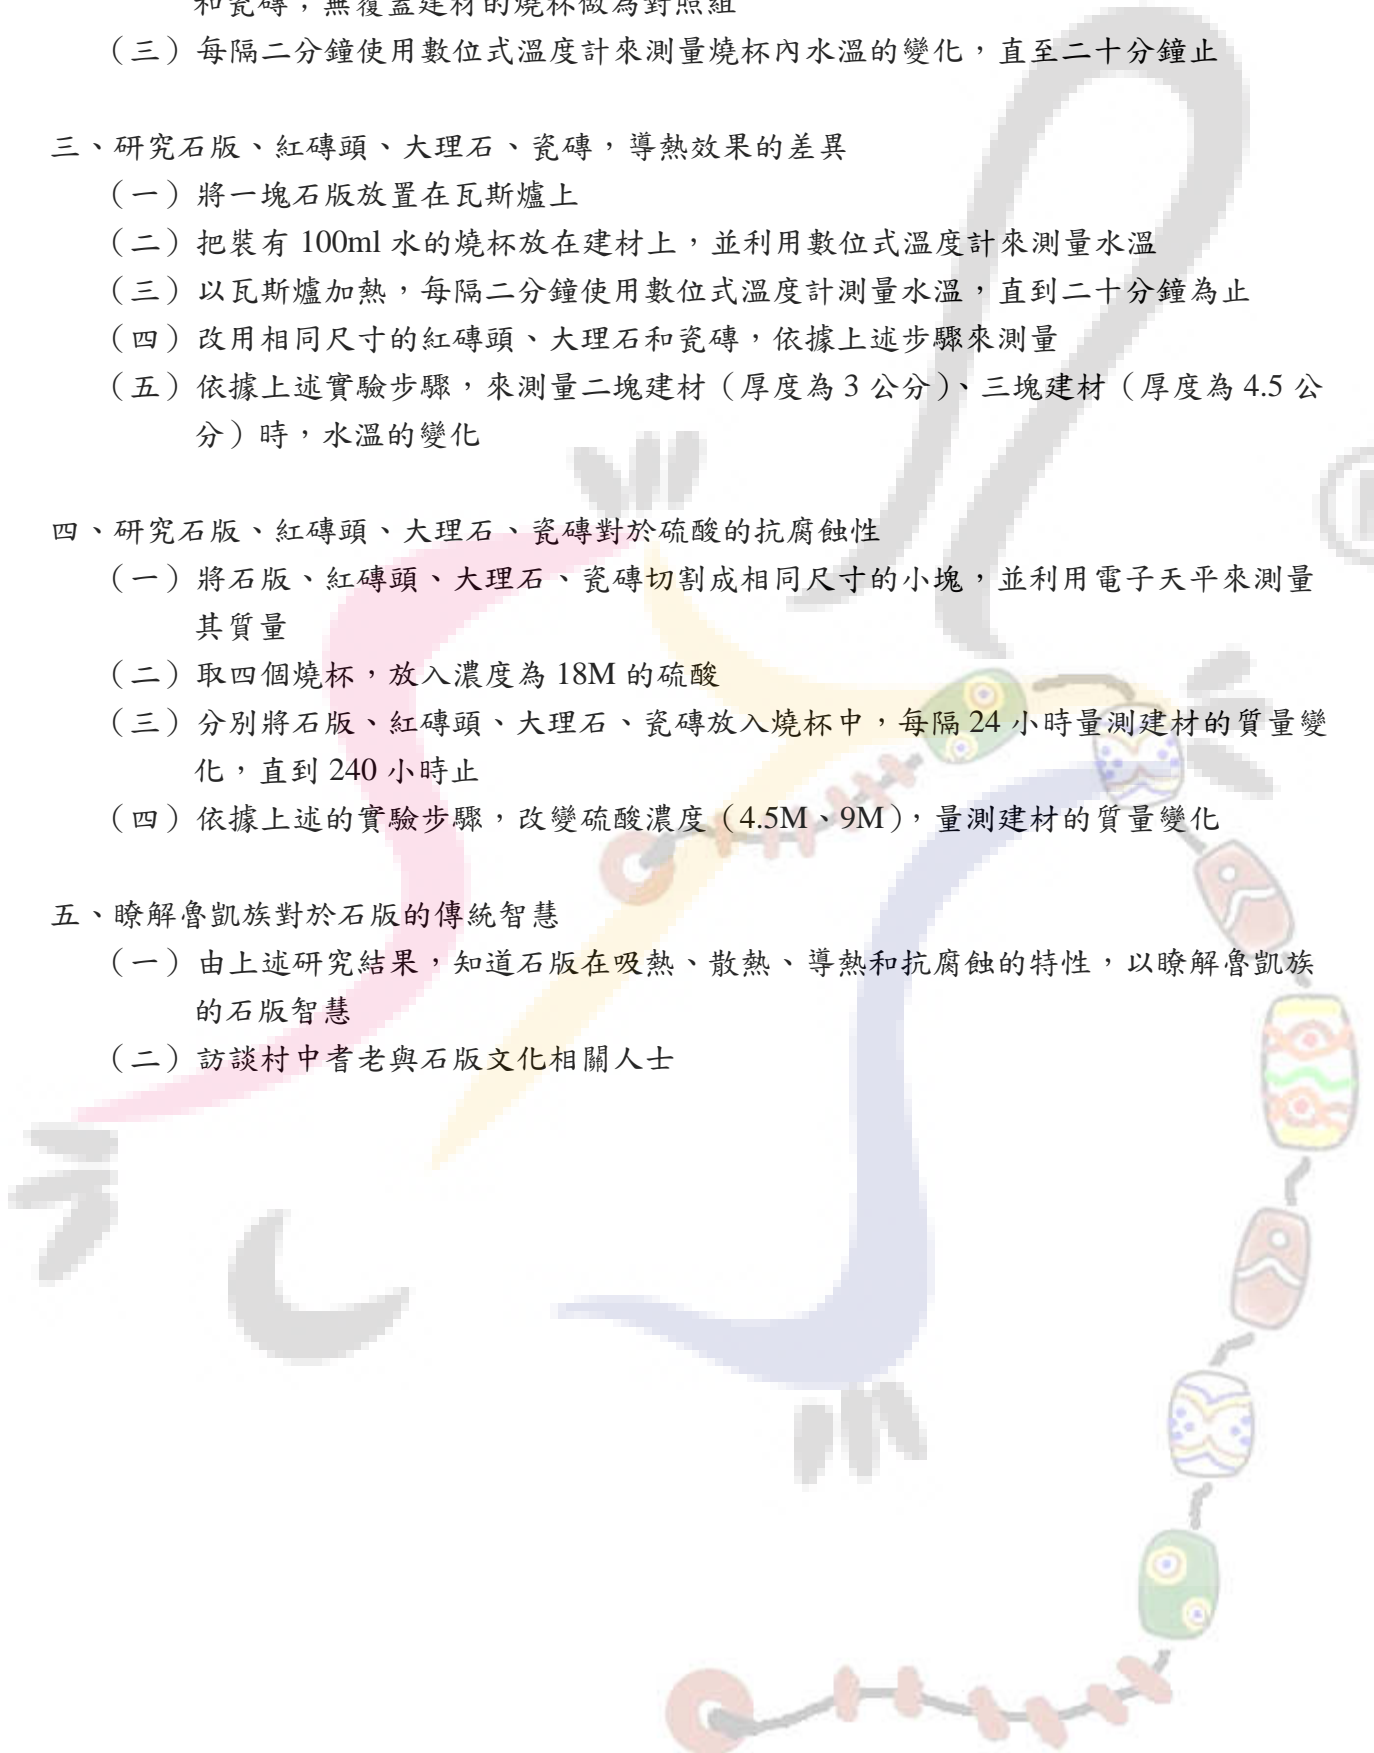 和瓷磚，無覆蓋建材的燒杯做為對照組
（三）每隔二分鐘使用數位式溫度計來測量燒杯內水溫的變化，直至二十分鐘止
三、研究石版、紅磚頭、大理石、瓷磚，導熱效果的差異
（一）將一塊石版放置在瓦斯爐上
（二）把裝有 100ml 水的燒杯放在建材上，並利用數位式溫度計來測量水溫
（三）以瓦斯爐加熱，每隔二分鐘使用數位式溫度計測量水溫，直到二十分鐘為止
（四）改用相同尺寸的紅磚頭、大理石和瓷磚，依據上述步驟來測量
（五）依據上述實驗步驟，來測量二塊建材（厚度為 3 公分）、三塊建材（厚度為 4.5 公
分）時，水溫的變化
四、研究石版、紅磚頭、大理石、瓷磚對於硫酸的抗腐蝕性
（一）將石版、紅磚頭、大理石、瓷磚切割成相同尺寸的小塊，並利用電子天平來測量
其質量
（二）取四個燒杯，放入濃度為 18M 的硫酸
（三）分別將石版、紅磚頭、大理石、瓷磚放入燒杯中，每隔 24 小時量測建材的質量變
化，直到 240 小時止
（四）依據上述的實驗步驟，改變硫酸濃度（4.5M、9M），量測建材的質量變化
五、瞭解魯凱族對於石版的傳統智慧
（一）由上述研究結果，知道石版在吸熱、散熱、導熱和抗腐蝕的特性，以瞭解魯凱族
的石版智慧
（二）訪談村中耆老與石版文化相關人士